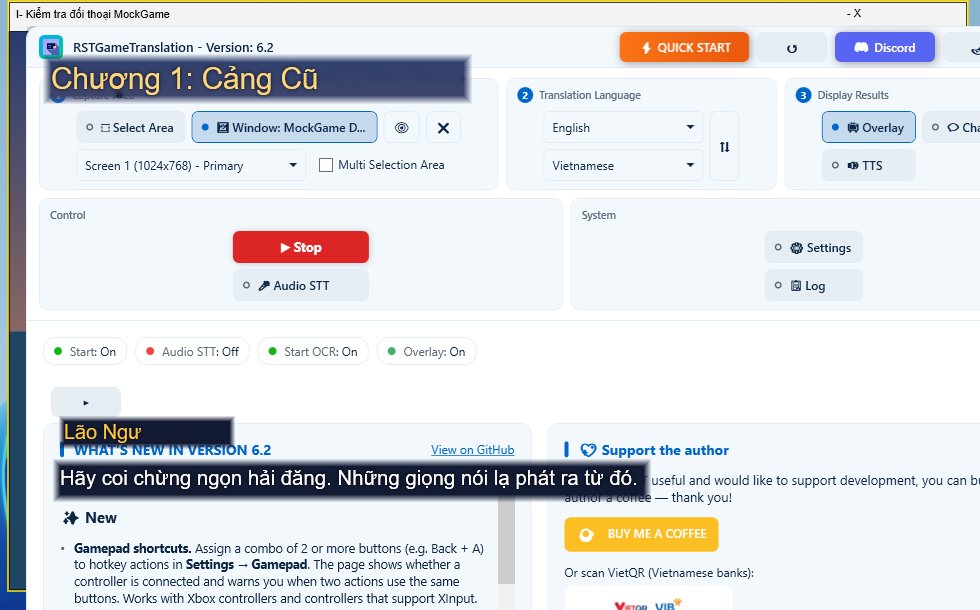 I- Kiểm tra đối thoại MockGame
- X
RSTGameTranslation - Version: 6.2
QUICK START
Discord
Chương 1: Cảng Cũ
2 Translation Language
3 Display Results
Select Area
Window: MockGame D...
English
Overlay
Screen 1 (1024x768) - Primary
Multi Selection Area
Vietnamese
TTS
Control
System
Stop
Settings
Audio STT
Log
Start: On
Audio STT: Off
Start OCR: On
Overlay: On
Lão Ngư
WHAT'S NEW IN VERSION 6.2
View on GitHub
Support the author
Hãy coi chừng ngọn hải đăng. Những giọng nói lạ phát ra từ đó.
useful and would like to support development, you can
author a coffee — thank you!
New
BUY ME A COFFEE
Gamepad shortcuts. Assign a combo of 2 or more buttons (e.g. Back + A)
to hotkey actions in Settings → Gamepad. The page shows whether a
controller is connected and warns you when two actions use the same
buttons. Works with Xbox controllers and controllers that support XInput.
Or scan VietQR (Vietnamese banks):
VIETQR VIB